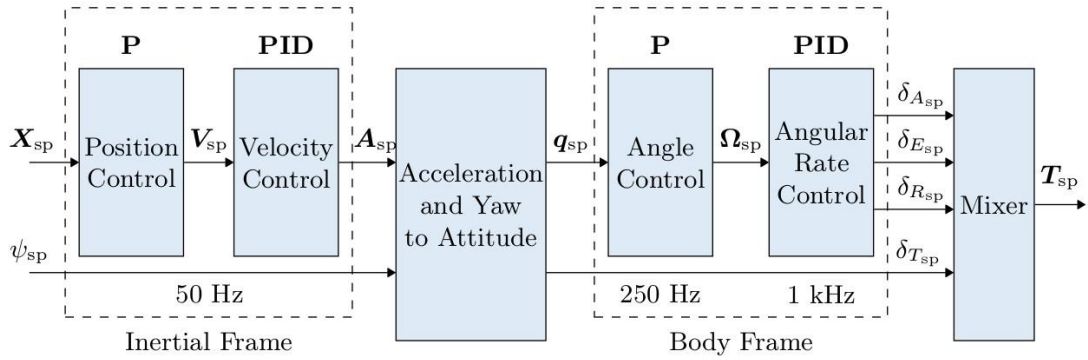 P
PID
P
PID
X_sp
Position
Control
V_sp
Velocity
Control
A_sp
Acceleration
and Yaw
to Attitude
q_sp
Angle
Control
Ω_sp
Angular
Rate
Control
δ_A_sp
δ_E_sp
δ_R_sp
δ_T_sp
Mixer
T_sp
ψ_sp
50 Hz
250 Hz
1 kHz
Inertial Frame
Body Frame